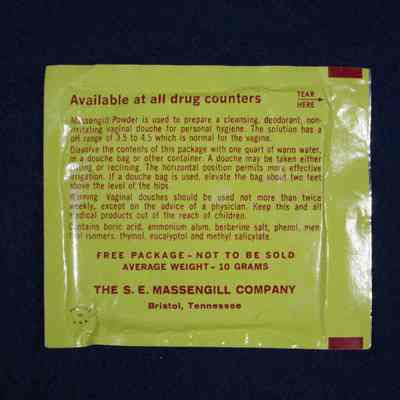 Available at all drug counters
TEAR
HERE
Massengill Powder is used to prepare a cleansing, deodorant, non-
irritating vaginal douche for personal hygiene. The solution has a
pH range of 3.5 to 4.5 which is normal for the vagina.
Dissolve the contents of this package with one quart of warm water,
in a douche bag or other container. A douche may be taken either
sitting or reclining. The horizontal position permits more effective
irrigation. If a douche bag is used, elevate the bag about two feet
above the level of the hips.
Warning: Vaginal douches should be used not more than twice
weekly, except on the advice of a physician. Keep this and all
medical products out of the reach of children.
Contains boric acid, ammonium alum, berberine salt, phenol, men-
thol isomers, thymol, eucalyptol and methyl salicylate.
FREE PACKAGE - NOT TO BE SOLD
AVERAGE WEIGHT - 10 GRAMS
THE S. E. MASSENGILL COMPANY
Bristol, Tennessee